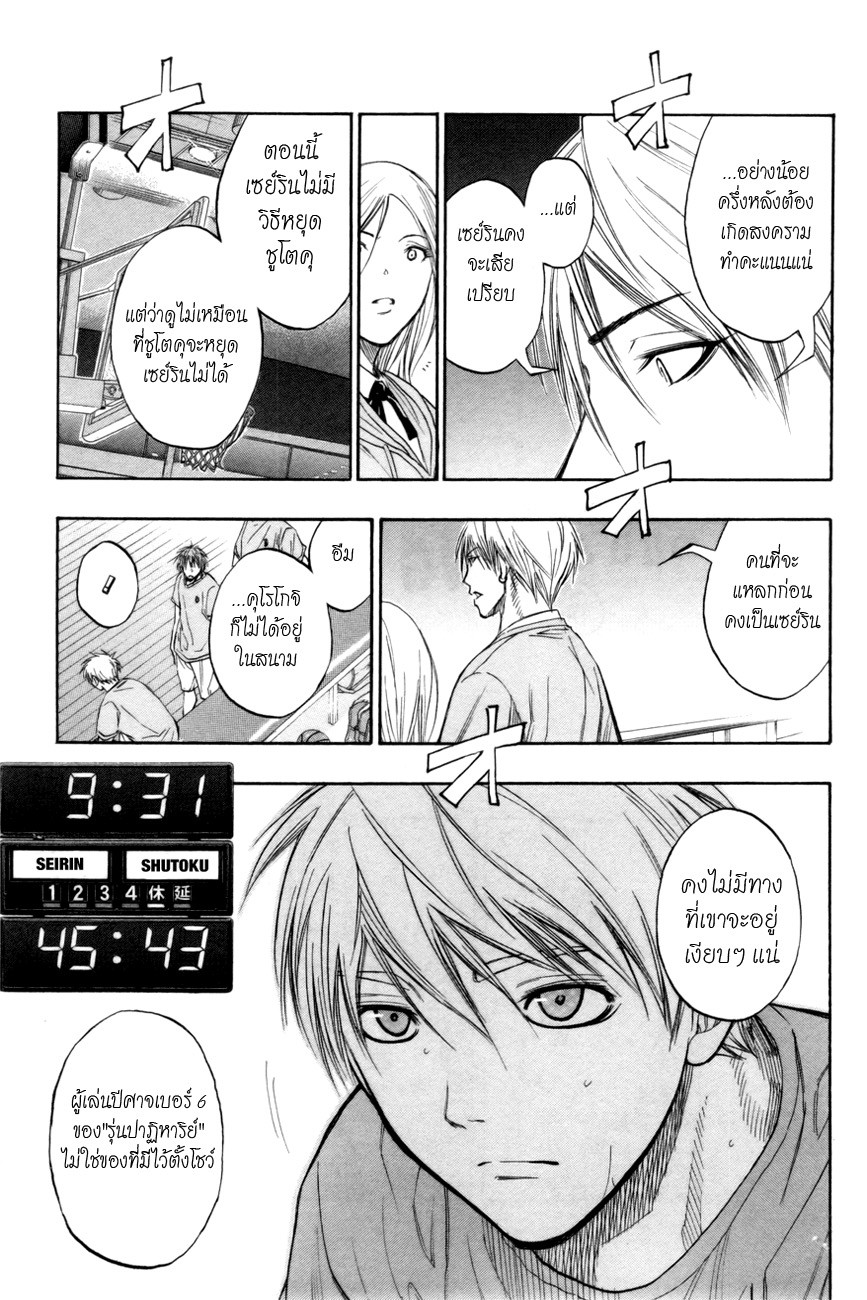 オ
...อย่างน้อย
ครึ่งหลังต้อง
เกิดสงคราม
ทำคะแนนแน่
...แต่
เซย์รินคง
จะเสีย
เปรียบ
オ
ตอนนี้
เซย์รินไม่มี
วิธีหยุด
ชูโตคุ
แต่ว่าดูไม่เหมือน
ที่ชูโตคุจะหยุด
เซย์รินไม่ได้
オ
คนที่จะ
แหลกก่อน
คงเป็นเซย์ริน
อืม
...คุโรโกจิ
ก็ไม่ได้อยู่
ในสนาม
オ
9:31
SEIRIN SHUTOKU
1 2 3 4 休 延
45:43
คงไม่มีทาง
ที่เขาจะอยู่
เงียบๆ แน่
ผู้เล่นปีศาจเบอร์ 6
ของ"รุ่นปาฏิหาริย์"
ไม่ใช่ของที่มีไว้ตั้งโชว์